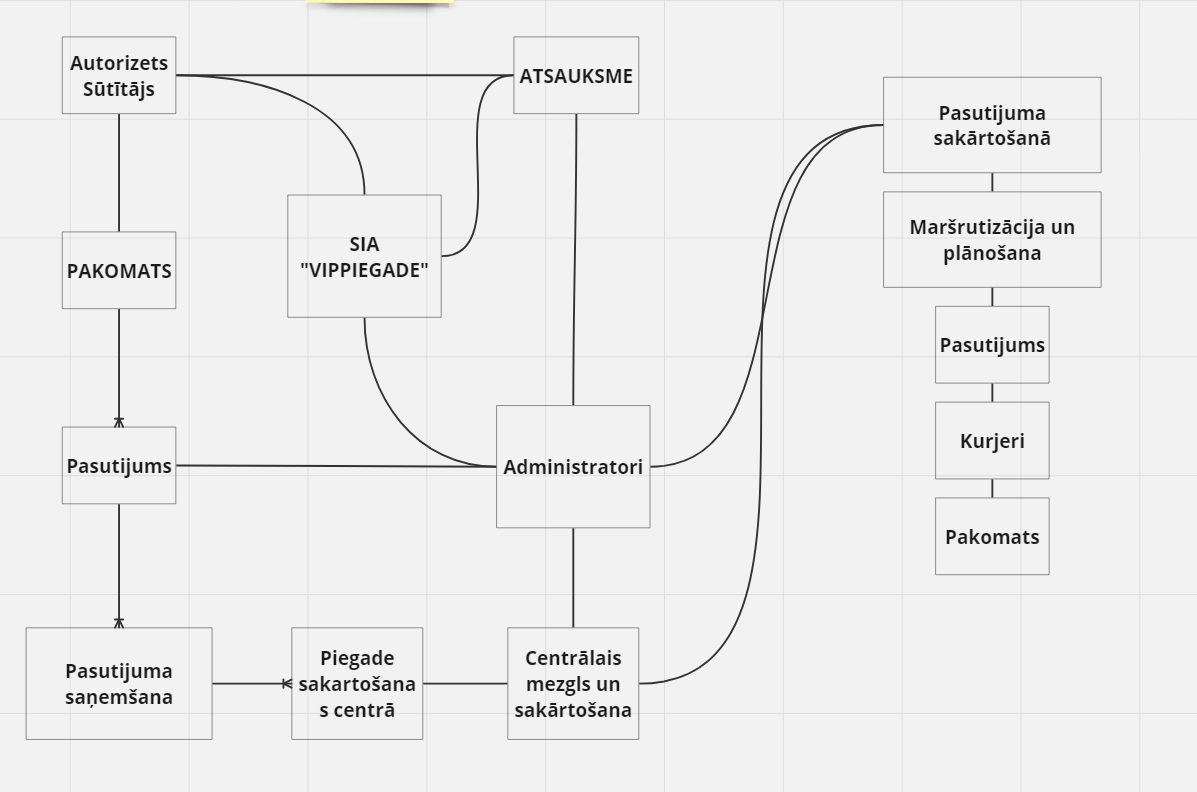 Autorizets
Sūtītājs
ATSAUKSME
Pasutijuma
sakārtošanā
SIA
"VIPPIEGADE"
Maršrutizācija un
plānošana
PAKOMATS
Pasutijums
Kurjeri
Pasutijums
Administratori
Pakomats
Pasutijuma
saņemšana
Piegade
sakartošana
s centrā
Centrālais
mezgls un
sakārtošana